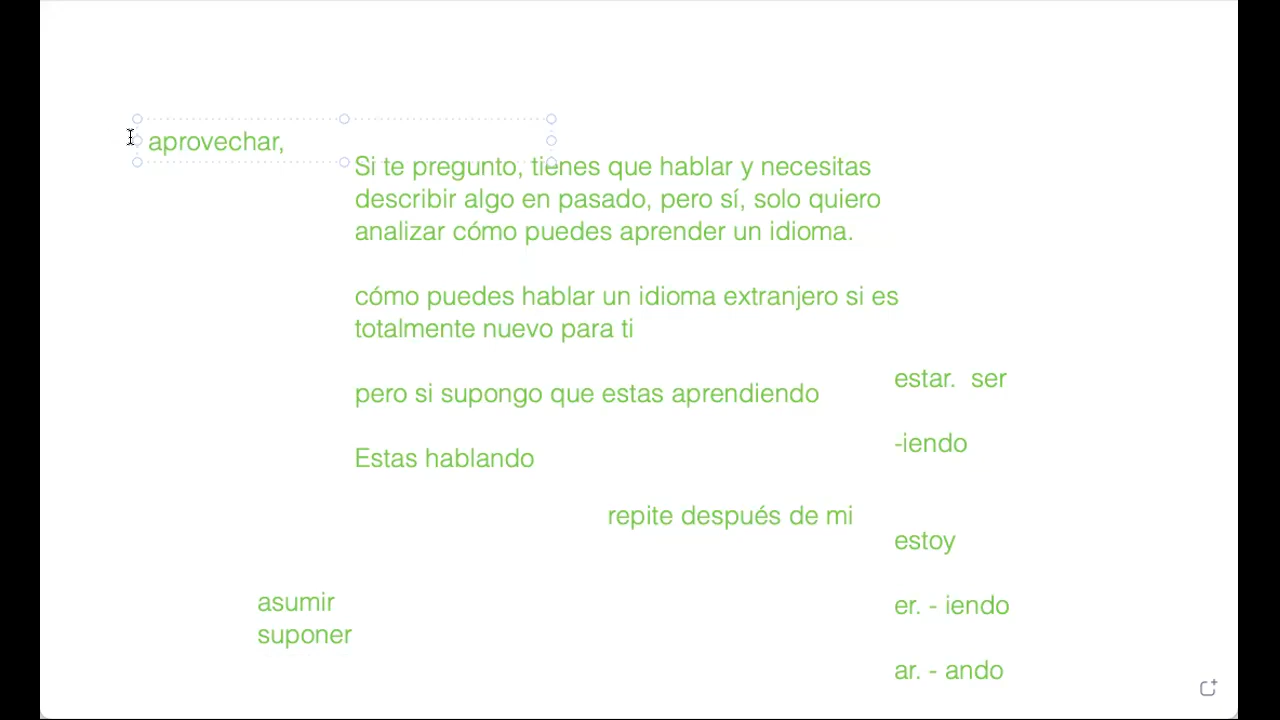 aprovechar,
Si te pregunto, tienes que hablar y necesitas
describir algo en pasado, pero sí, solo quiero
analizar cómo puedes aprender un idioma.
cómo puedes hablar un idioma extranjero si es
totalmente nuevo para ti
pero si supongo que estas aprendiendo
Estas hablando
estar.  ser
-iendo
repite después de mi
estoy
er. - iendo
ar. - ando
asumir
suponer